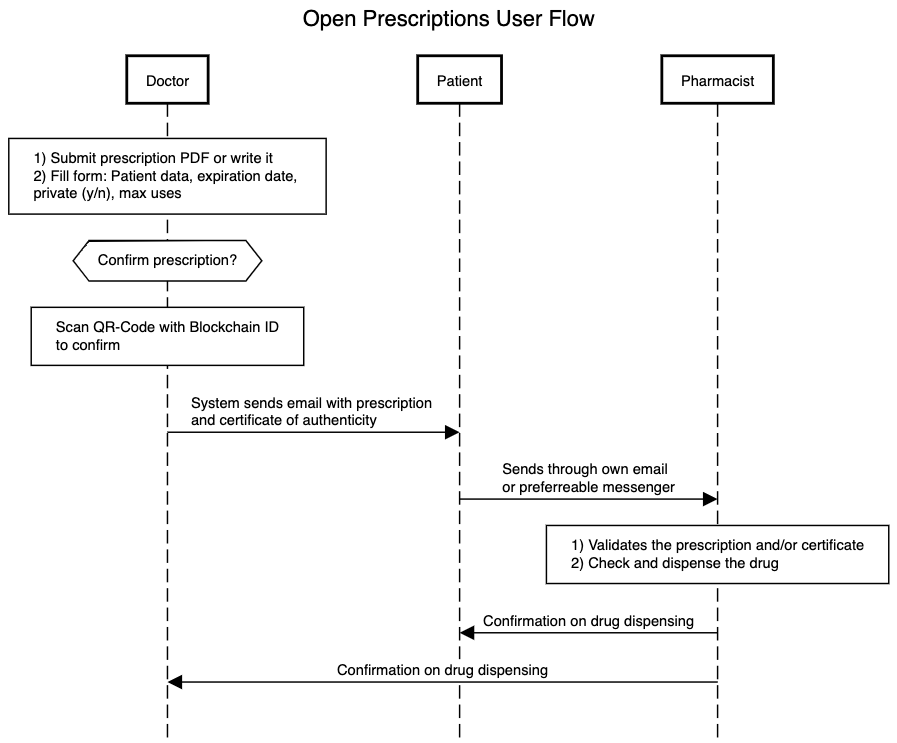 Open Prescriptions User Flow
Doctor
Patient
Pharmacist
1) Submit prescription PDF or write it
2) Fill form: Patient data, expiration date,
private (y/n), max uses
Confirm prescription?
Scan QR-Code with Blockchain ID
to confirm
System sends email with prescription
and certificate of authenticity
Sends through own email
or preferreable messenger
1) Validates the prescription and/or certificate
2) Check and dispense the drug
Confirmation on drug dispensing
Confirmation on drug dispensing